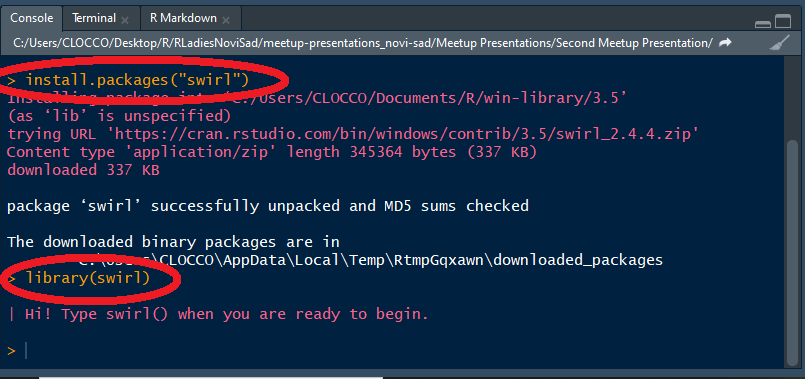 Console Terminal × R Markdown ×
C:/Users/CLOCCO/Desktop/R/RLadiesNoviSad/meetup-presentations_novi-sad/Meetup Presentations/Second Meetup Presentation/
> install.packages("swirl")
Installing package into ‘C:/Users/CLOCCO/Documents/R/win-library/3.5’
(as ‘lib’ is unspecified)
trying URL 'https://cran.rstudio.com/bin/windows/contrib/3.5/swirl_2.4.4.zip'
Content type 'application/zip' length 345364 bytes (337 KB)
downloaded 337 KB
package ‘swirl’ successfully unpacked and MD5 sums checked
The downloaded binary packages are in
C:\Users\CLOCCO\AppData\Local\Temp\RtmpGqxawn\downloaded_packages
> library(swirl)
| Hi! Type swirl() when you are ready to begin.
>